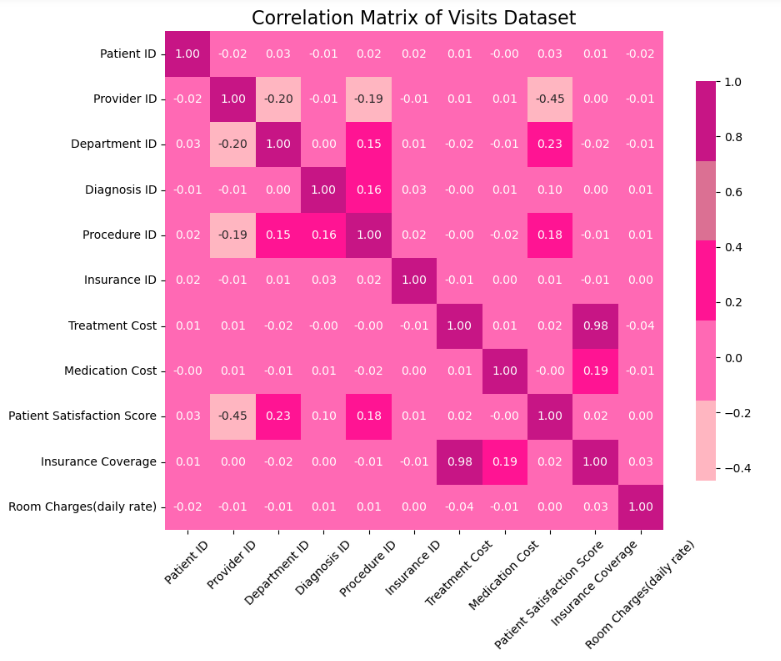 Correlation Matrix of Visits Dataset
Patient ID 1.00 -0.02 0.03 -0.01 0.02 0.02 0.01 -0.00 0.03 0.01 -0.02
Provider ID -0.02 1.00 -0.20 -0.01 -0.19 -0.01 0.01 0.01 -0.45 0.00 -0.01
Department ID 0.03 -0.20 1.00 0.00 0.15 0.01 -0.02 -0.01 0.23 -0.02 -0.01
Diagnosis ID -0.01 -0.01 0.00 1.00 0.16 0.03 -0.00 0.01 0.10 0.00 0.01
Procedure ID 0.02 -0.19 0.15 0.16 1.00 0.02 -0.00 -0.02 0.18 -0.01 0.01
Insurance ID 0.02 -0.01 0.01 0.03 0.02 1.00 -0.01 0.00 0.01 -0.01 0.00
Treatment Cost 0.01 0.01 -0.02 -0.00 -0.00 -0.01 1.00 0.01 0.02 0.98 -0.04
Medication Cost -0.00 0.01 -0.01 0.01 -0.02 0.00 0.01 1.00 -0.00 0.19 -0.01
Patient Satisfaction Score 0.03 -0.45 0.23 0.10 0.18 0.01 0.02 -0.00 1.00 0.02 0.00
Insurance Coverage 0.01 0.00 -0.02 0.00 -0.01 -0.01 0.98 0.19 0.02 1.00 0.03
Room Charges(daily rate) -0.02 -0.01 -0.01 0.01 0.01 0.00 -0.04 -0.01 0.00 0.03 1.00
Patient ID
Provider ID
Department ID
Diagnosis ID
Procedure ID
Insurance ID
Treatment Cost
Medication Cost
Patient Satisfaction Score
Insurance Coverage
Room Charges(daily rate)
1.0
0.8
0.6
0.4
0.2
0.0
−0.2
−0.4